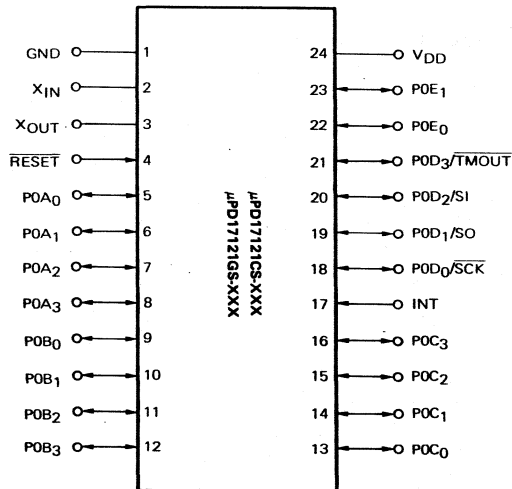 GND 1 24 VDD
XIN 2 23 P0E1
XOUT 3 22 P0E0
RESET 4 21 P0D3/TMOUT
P0A0 5 20 P0D2/SI
P0A1 6 19 P0D1/SO
P0A2 7 18 P0D0/SCK
P0A3 8 17 INT
P0B0 9 16 P0C3
P0B1 10 15 P0C2
P0B2 11 14 P0C1
P0B3 12 13 P0C0
μPD17121CS-XXX
μPD17121GS-XXX